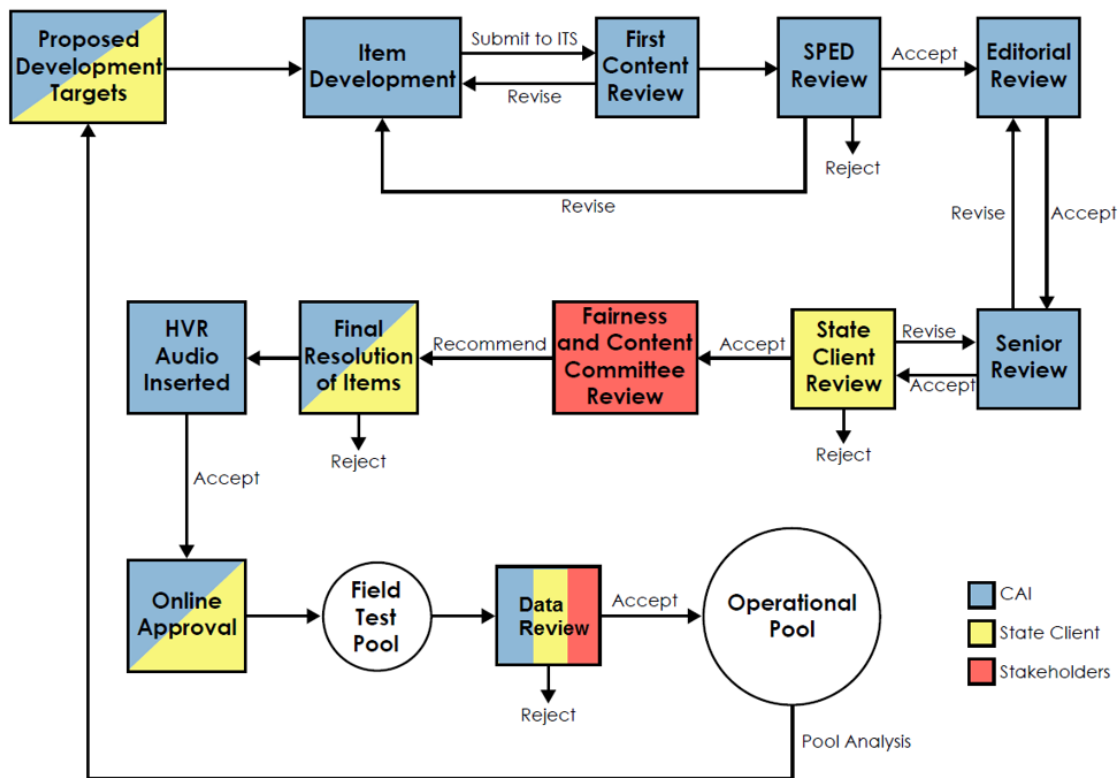 Proposed
Development
Targets
Item
Development
Submit to ITS
Revise
First
Content
Review
SPED
Review
Accept
Editorial
Review
Reject
Revise
Revise
Accept
HVR
Audio
Inserted
Final
Resolution
of Items
Recommend
Fairness
and Content
Committee
Review
Accept
State
Client
Review
Revise
Accept
Senior
Review
Reject
Reject
Accept
Online
Approval
Field
Test
Pool
Data
Review
Accept
Operational
Pool
Reject
CAI
State Client
Stakeholders
Pool Analysis